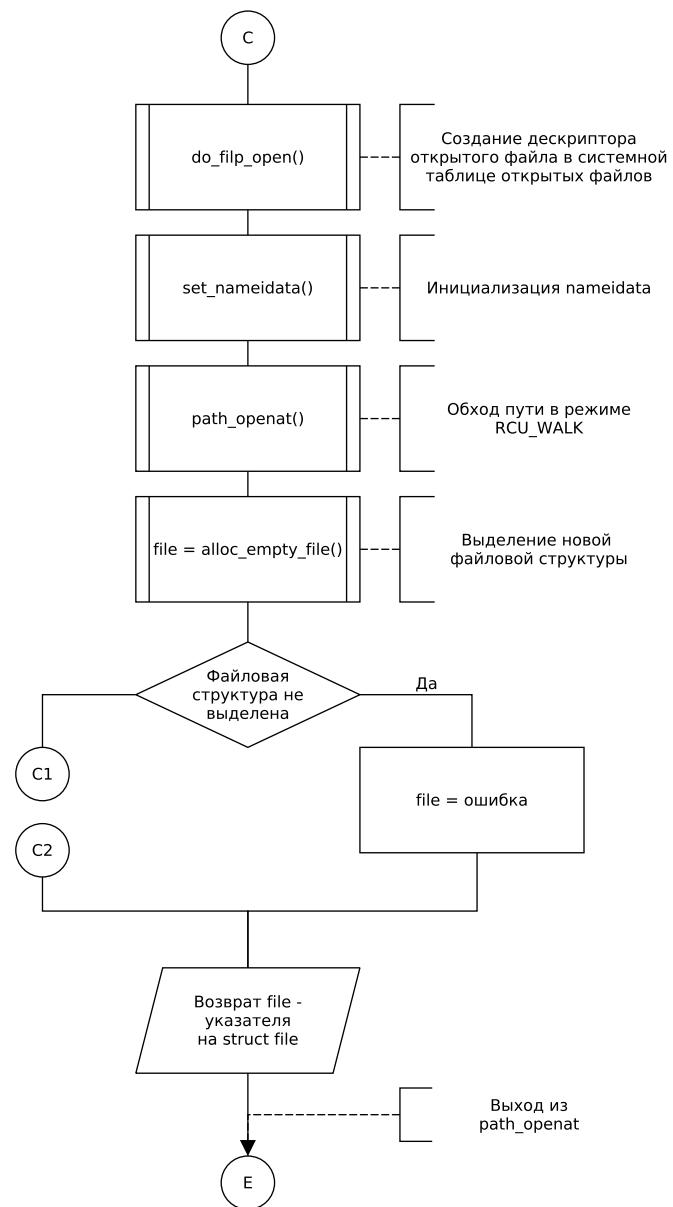 C
do_filp_open()
Создание дескриптора
открытого файла в системной
таблице открытых файлов
set_nameidata()
Инициализация nameidata
path_openat()
Обход пути в режиме
RCU_WALK
file = alloc_empty_file()
Выделение новой
файловой структуры
Файловая
структура не
выделена
Да
C1
file = ошибка
C2
Возврат file -
указателя
на struct file
Выход из
path_openat
E